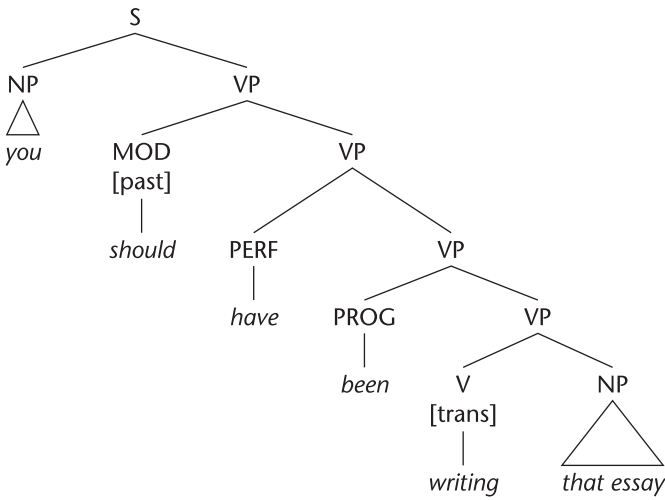 S
NP VP
you MOD VP
[past]
should PERF VP
have PROG VP
been V NP
[trans]
writing that essay